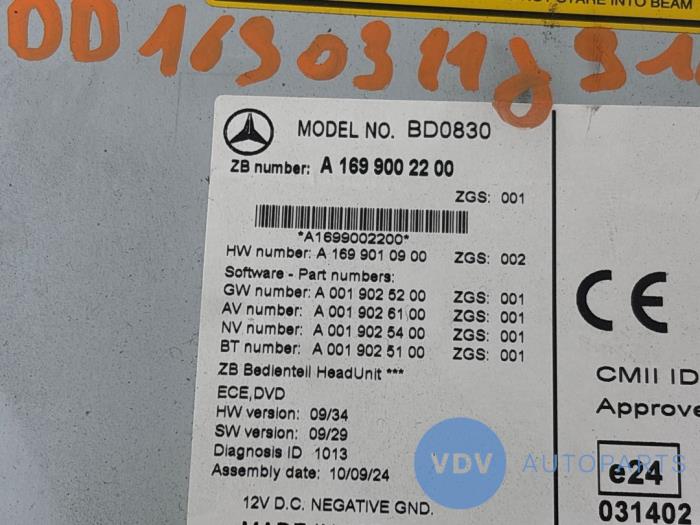 STARE INTO BEAM
MODEL NO. BD0830
ZB number: A 169 900 22 00
ZGS: 001
*A1699002200*
HW number: A 169 901 09 00 ZGS: 002
Software - Part numbers:
GW number: A 001 902 52 00 ZGS: 001
AV number: A 001 902 61 00 ZGS: 001
NV number: A 001 902 54 00 ZGS: 001
BT number: A 001 902 51 00 ZGS: 001
ZB Bedienteil HeadUnit ***
ECE,DVD
HW version: 09/34
SW version: 09/29
Diagnosis ID 1013
Assembly date: 10/09/24
12V D.C. NEGATIVE GND.
CE
CMII ID
Approve
e24
031402
VDV AUTOPARTS